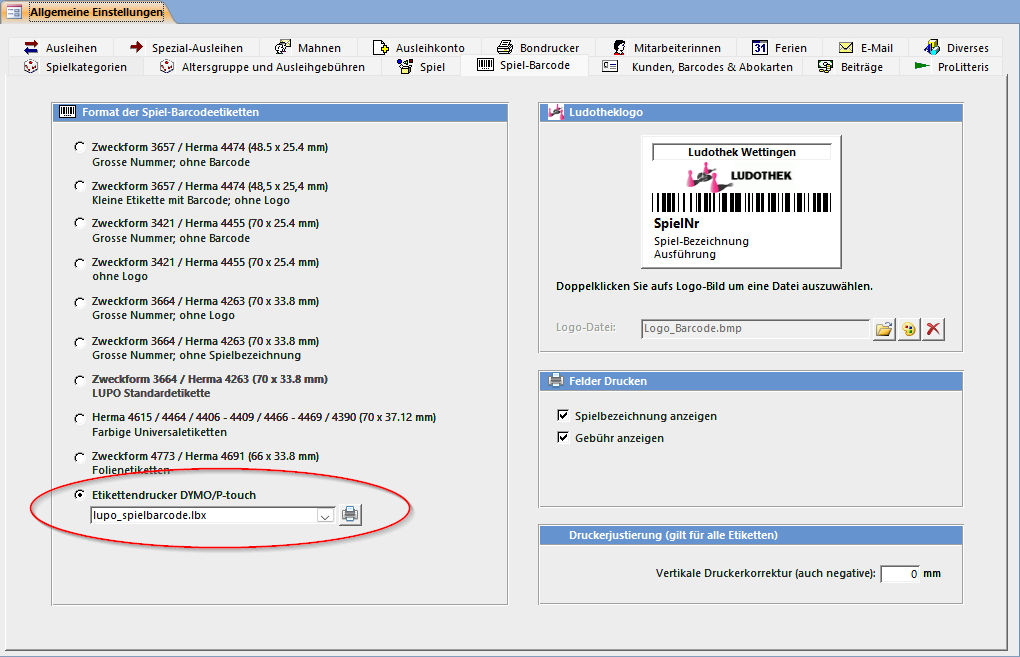 Allgemeine Einstellungen
Ausleihen
Spezial-Ausleihen
Mahnen
Ausleihkonto
Bondrucker
Mitarbeiterinnen
31 Ferien
E-Mail
Diverses
Spielkategorien
Altersgruppe und Ausleihgebühren
Spiel
Spiel-Barcode
Kunden, Barcodes & Abokarten
Beiträge
ProLitteris
Format der Spiel-Barcodeetiketten
Zweckform 3657 / Herma 4474 (48.5 x 25.4 mm)
Grosse Nummer; ohne Barcode
Zweckform 3657 / Herma 4474 (48,5 x 25,4 mm)
Kleine Etikette mit Barcode; ohne Logo
Zweckform 3421 / Herma 4455 (70 x 25.4 mm)
Grosse Nummer; ohne Barcode
Zweckform 3421 / Herma 4455 (70 x 25.4 mm)
ohne Logo
Zweckform 3664 / Herma 4263 (70 x 33.8 mm)
Grosse Nummer; ohne Logo
Zweckform 3664 / Herma 4263 (70 x 33.8 mm)
Grosse Nummer; ohne Spielbezeichnung
Zweckform 3664 / Herma 4263 (70 x 33.8 mm)
LUPO Standardetikette
Herma 4615 / 4464 / 4406 - 4409 / 4466 - 4469 / 4390 (70 x 37.12 mm)
Farbige Universaletiketten
Zweckform 4773 / Herma 4691 (66 x 33.8 mm)
Folienetiketten
Etikettendrucker DYMO/P-touch
lupo_spielbarcode.lbx
Ludotheklogo
Ludothek Wettingen
LUDOTHEK
SpielNr
Spiel-Bezeichnung
Ausführung
Doppelklicken Sie aufs Logo-Bild um eine Datei auszuwählen.
Logo-Datei: Logo_Barcode.bmp
Felder Drucken
Spielbezeichnung anzeigen
Gebühr anzeigen
Druckerjustierung (gilt für alle Etiketten)
Vertikale Druckerkorrektur (auch negative): 0 mm